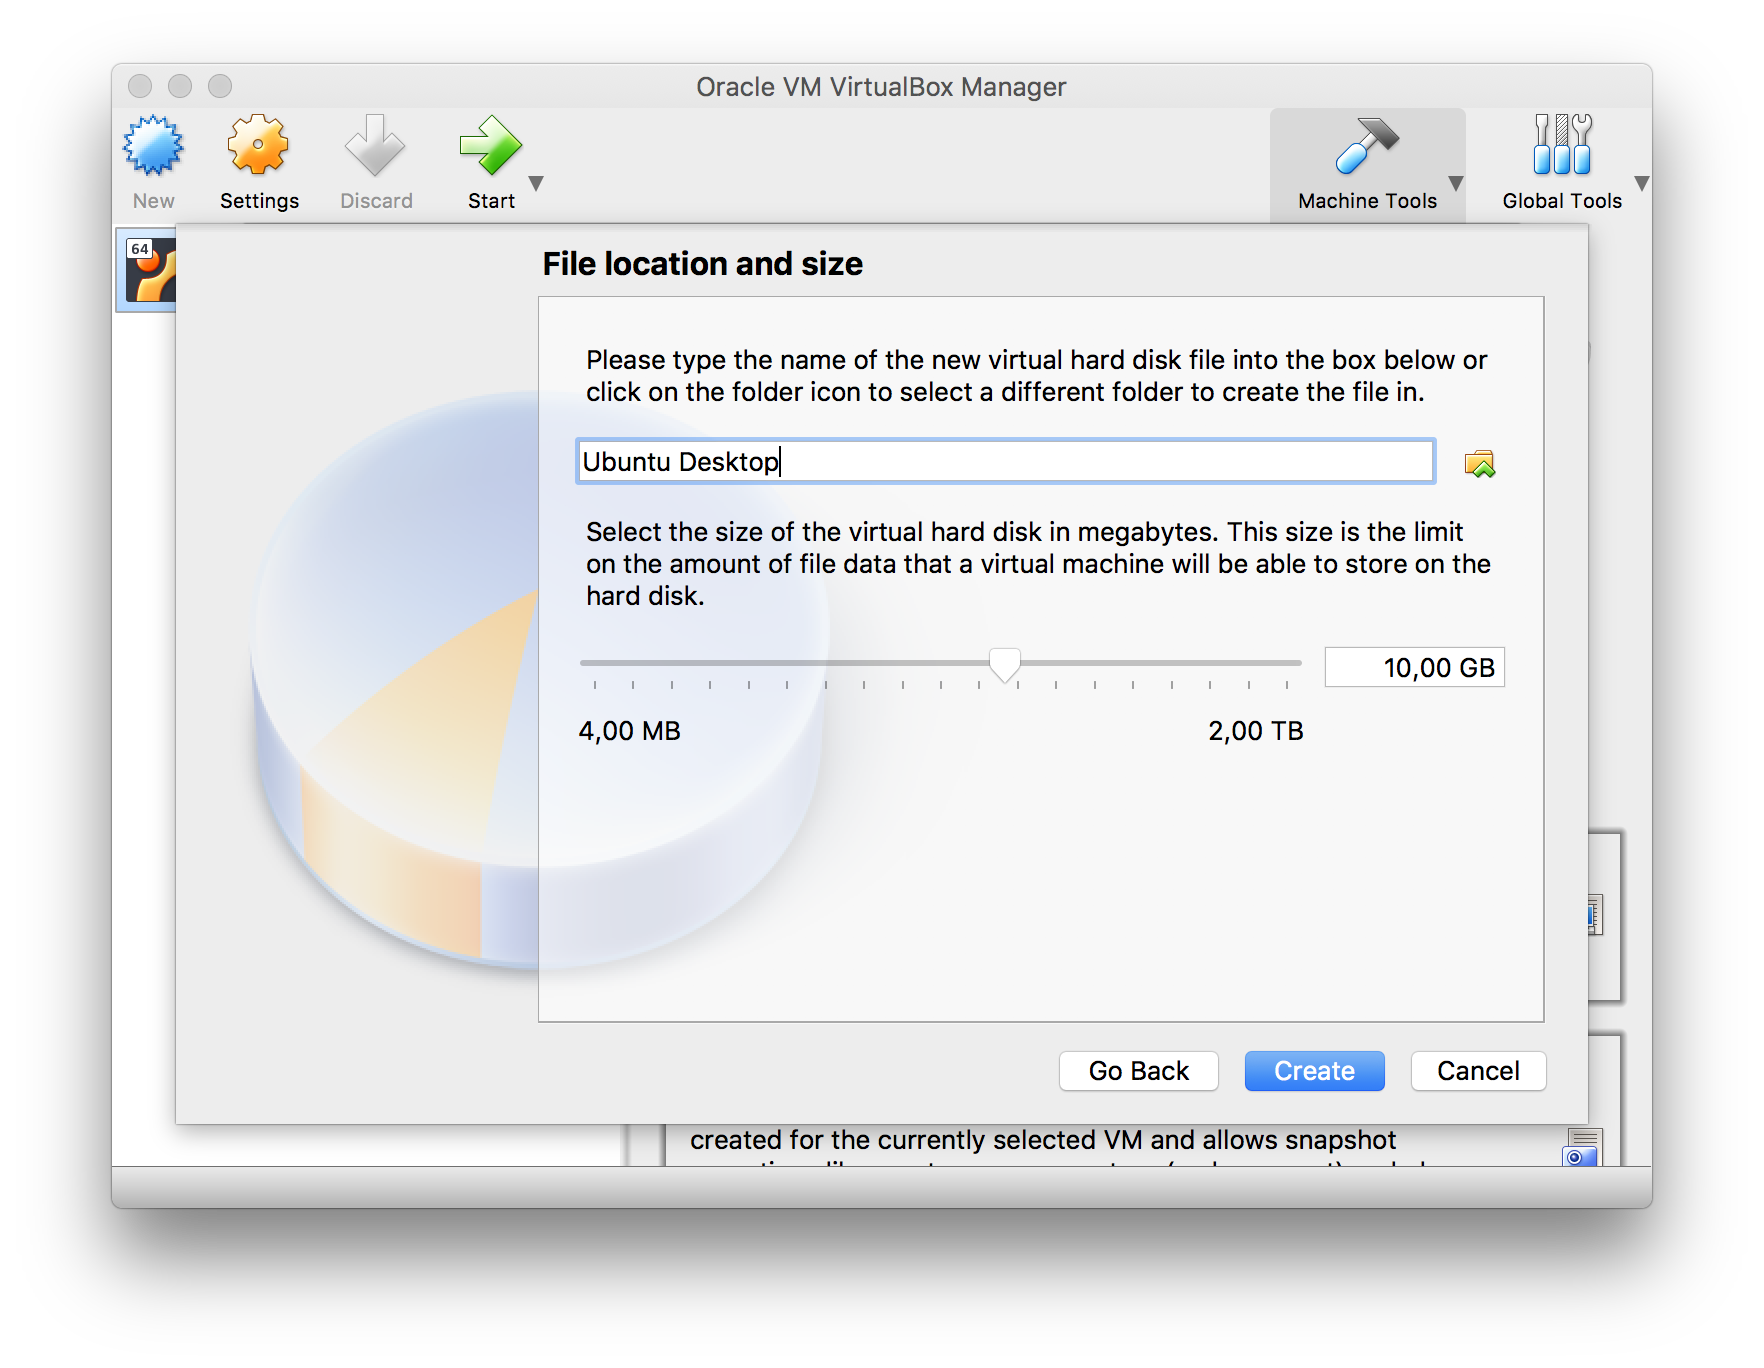 Oracle VM VirtualBox Manager
New
Settings
Discard
Start
Machine Tools
Global Tools
64
File location and size
Please type the name of the new virtual hard disk file into the box below or
click on the folder icon to select a different folder to create the file in.
Ubuntu Desktop
Select the size of the virtual hard disk in megabytes. This size is the limit
on the amount of file data that a virtual machine will be able to store on the
hard disk.
10,00 GB
4,00 MB
2,00 TB
Go Back
Create
Cancel
created for the currently selected VM and allows snapshot